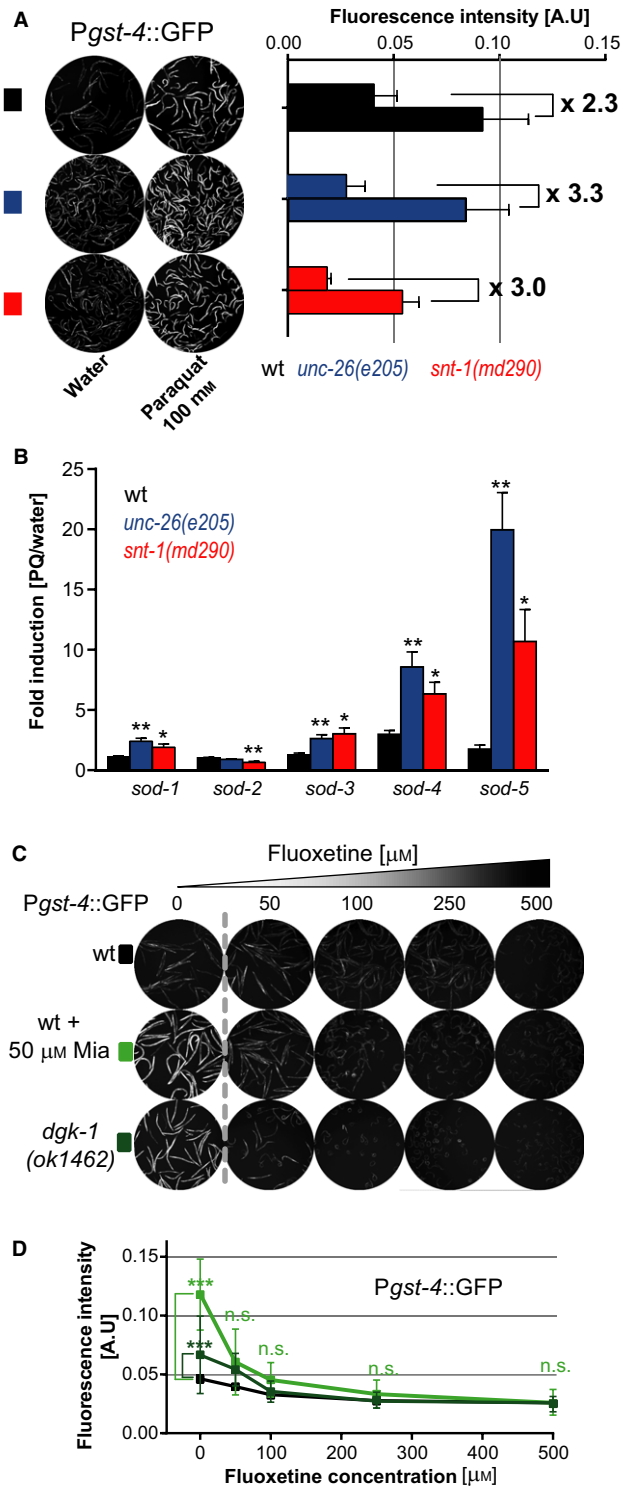 A
Pgst-4::GFP
Fluorescence intensity [A.U]
0.00 0.05 0.10 0.15
x 2.3
x 3.3
x 3.0
Water
Paraquat
100 mM
wt unc-26(e205) snt-1(md290)
B
Fold induction [PQ/water]
25
20
15
10
5
0
wt
unc-26(e205)
snt-1(md290)
** *
**
** *
** *
** *
sod-1 sod-2 sod-3 sod-4 sod-5
C
Fluoxetine [µM]
Pgst-4::GFP 0 50 100 250 500
wt
wt +
50 µM Mia
dgk-1
(ok1462)
D
Fluorescence intensity
[A.U]
0.15
0.10
0.05
0.00
Pgst-4::GFP
***
***
n.s.
n.s.
n.s.
n.s.
0 100 200 300 400 500
Fluoxetine concentration [µM]